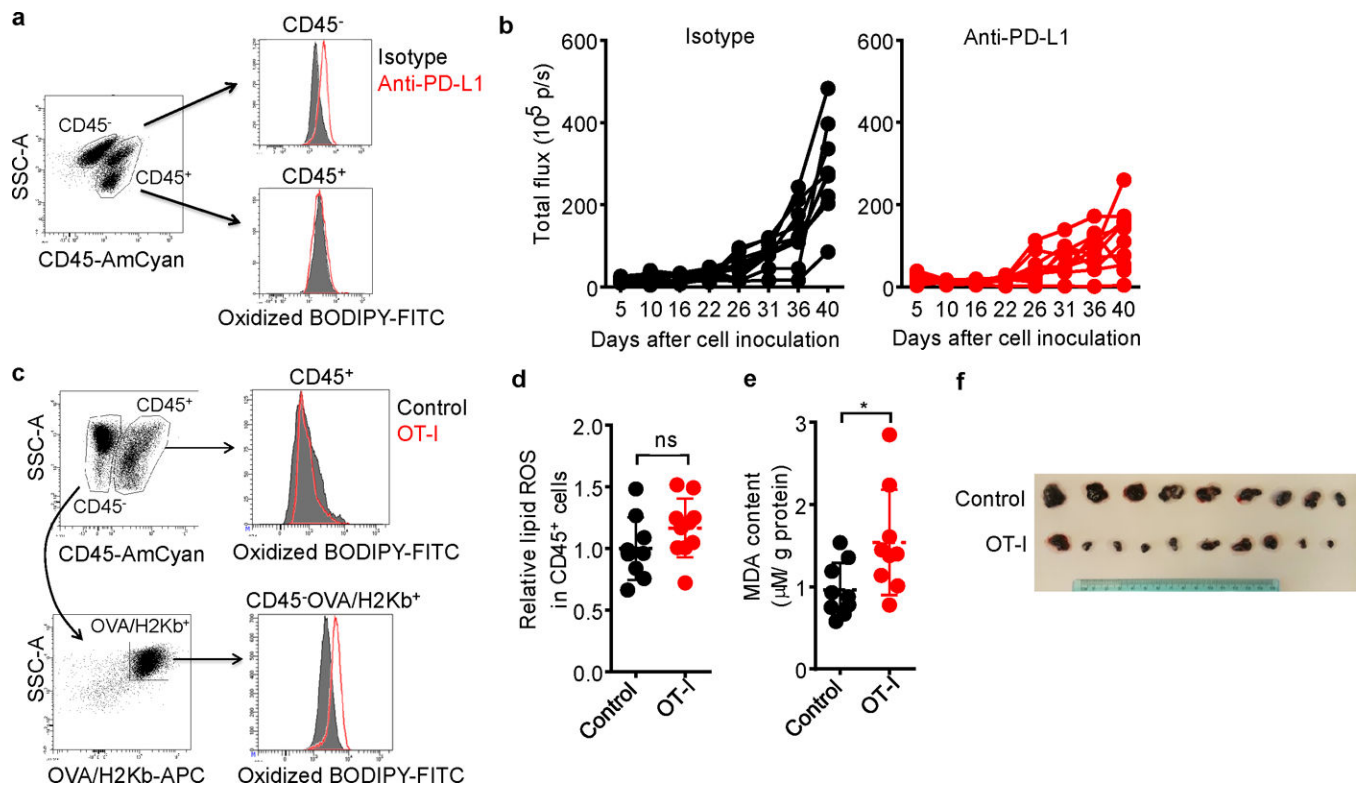 a
CD45-
Isotype
Anti-PD-L1
CD45-
CD45+
SSC-A
CD45-AmCyan
CD45+
Oxidized BODIPY-FITC
b
Isotype
Anti-PD-L1
Total flux (10⁵ p/s)
600
400
200
0
5 10 16 22 26 31 36 40
Days after cell inoculation
600
400
200
0
5 10 16 22 26 31 36 40
Days after cell inoculation
c
CD45+
CD45-
SSC-A
CD45-AmCyan
CD45+
Control
OT-I
Oxidized BODIPY-FITC
OVA/H2Kb+
SSC-A
OVA/H2Kb-APC
CD45-OVA/H2Kb+
Oxidized BODIPY-FITC
d
Relative lipid ROS
in CD45+ cells
2.0
1.5
1.0
0.5
0.0
ns
Control
OT-I
e
MDA content
(µM/ g protein)
3
2
1
0
*
Control
OT-I
f
Control
OT-I